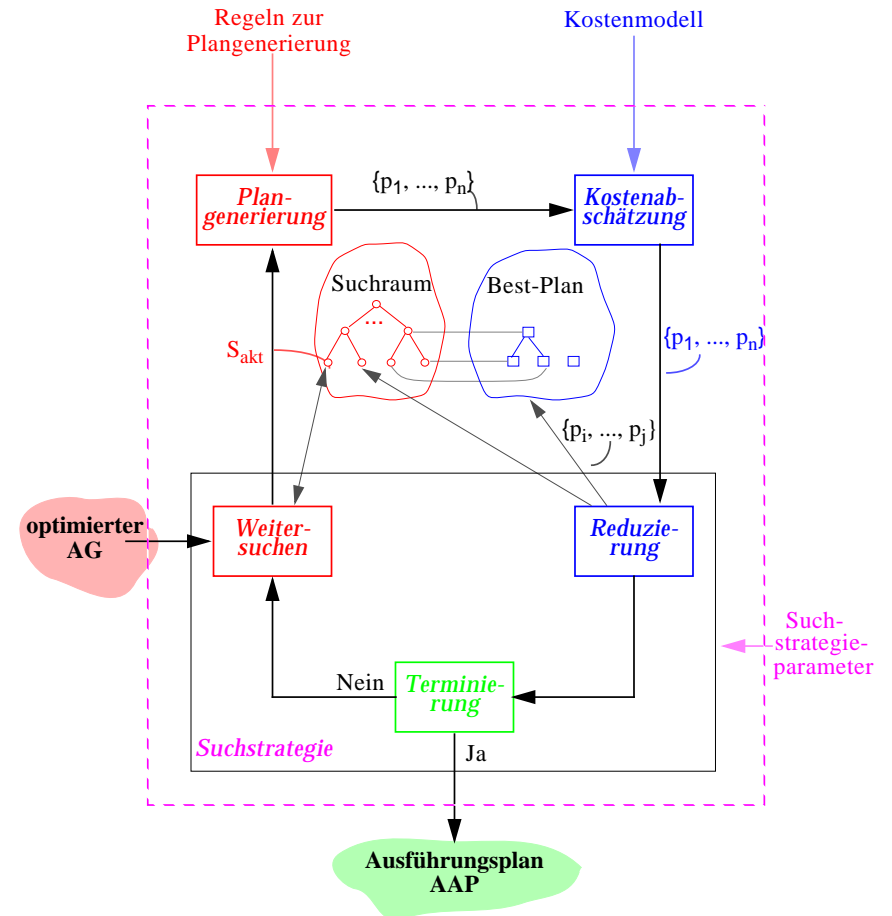 Regeln zur
Plangenerierung
Kostenmodell
Plan-
generierung
{p1, ..., pn}
Kostenab-
schätzung
Suchraum
...
Best-Plan
Sakt
{p1, ..., pn}
{pi, ..., pj}
optimierter
AG
Weiter-
suchen
Reduzie-
rung
Such-
strategie-
parameter
Nein
Terminie-
rung
Suchstrategie
Ja
Ausführungsplan
AAP